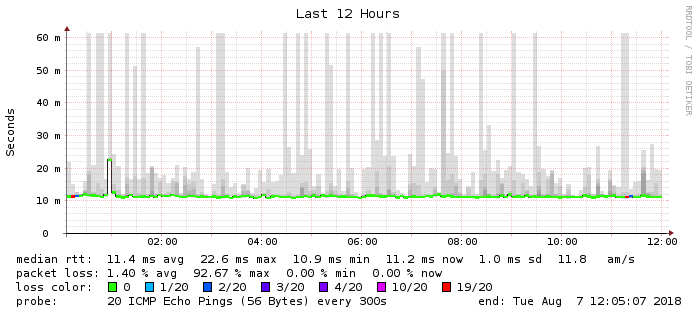 Last 12 Hours
RRDTOOL / TOBI OETIKER
Seconds
60 m
50 m
40 m
30 m
20 m
10 m
0
02:00 04:00 06:00 08:00 10:00 12:00
median rtt: 11.4 ms avg 22.6 ms max 10.9 ms min 11.2 ms now 1.0 ms sd 11.8 am/s
packet loss: 1.40 % avg 92.67 % max 0.00 % min 0.00 % now
loss color: 0 1/20 2/20 3/20 4/20 10/20 19/20
probe: 20 ICMP Echo Pings (56 Bytes) every 300s end: Tue Aug 7 12:05:07 2018